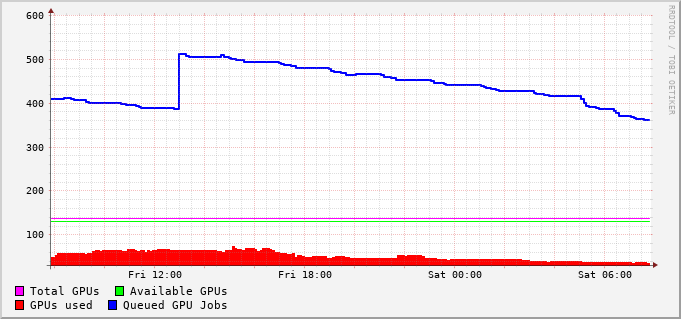 600
500
400
300
200
100
Fri 12:00 Fri 18:00 Sat 00:00 Sat 06:00
Total GPUs Available GPUs
GPUs used Queued GPU Jobs
RRDTOOL / TOBI OETIKER